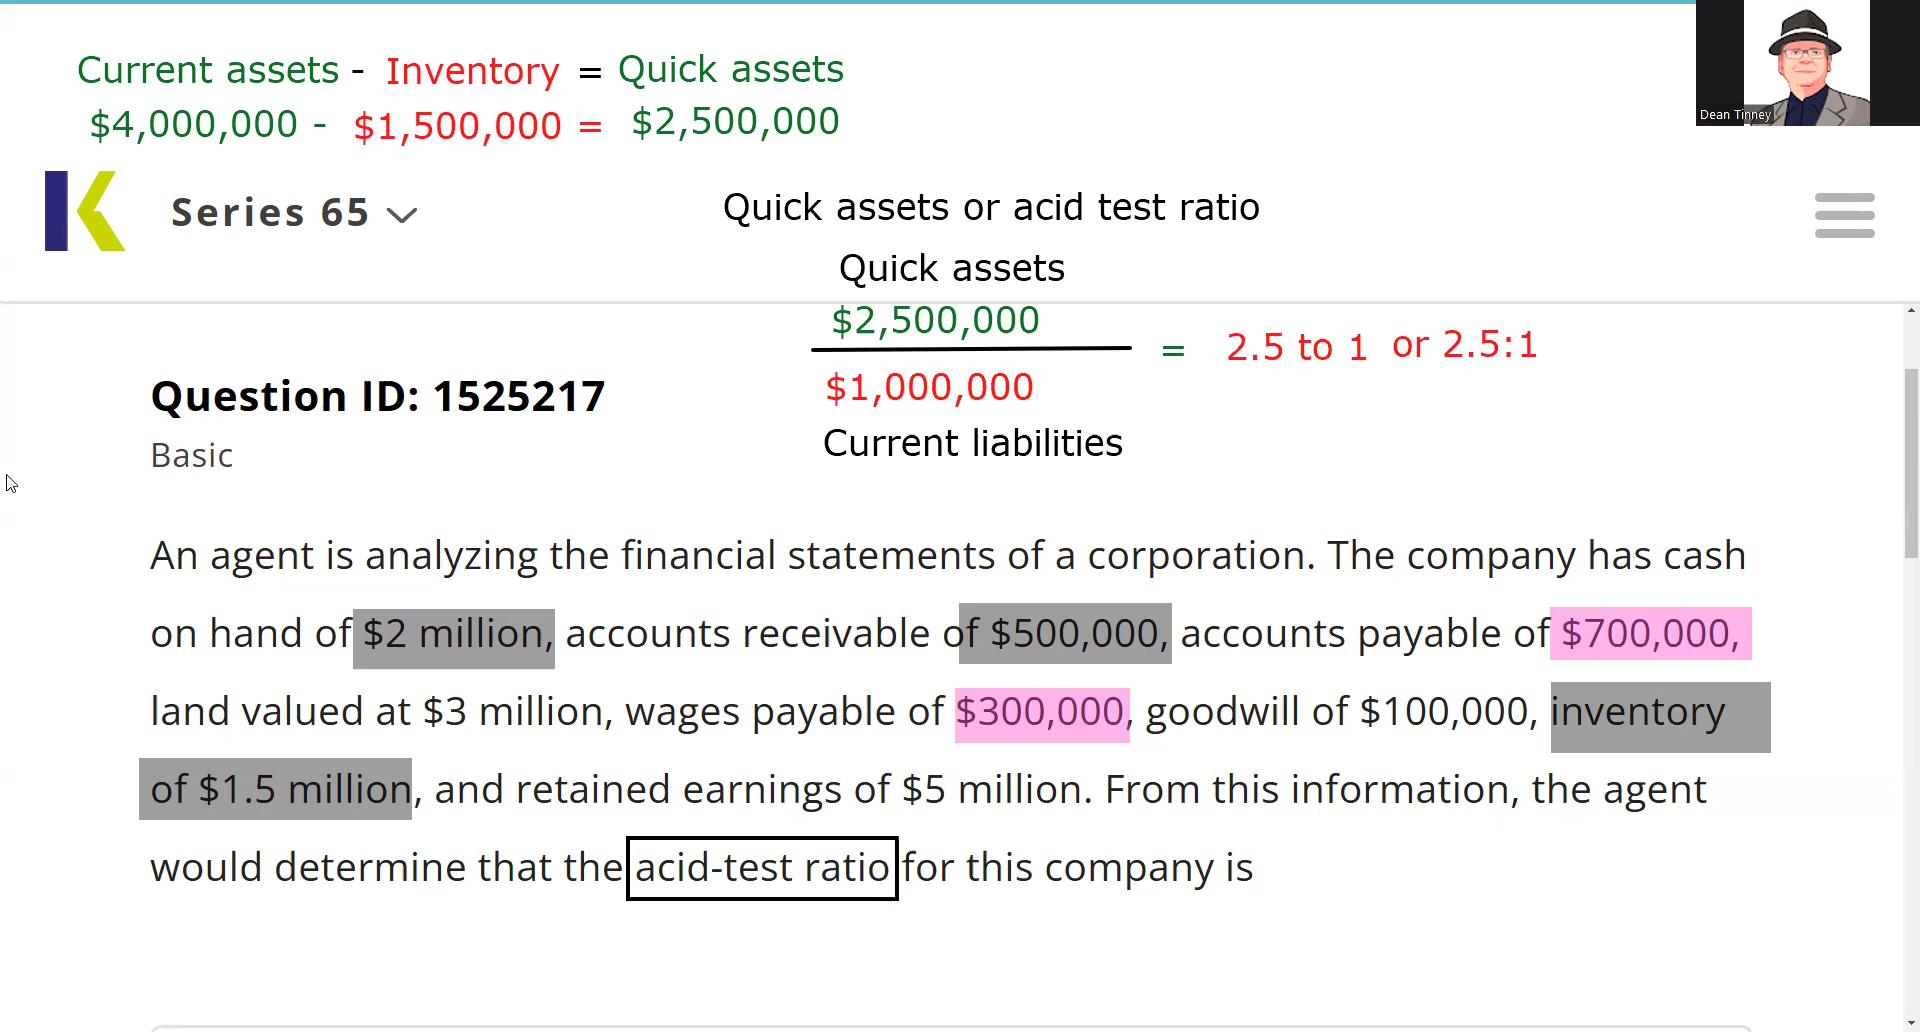 Current assets - Inventory = Quick assets
$4,000,000 - $1,500,000 = $2,500,000
Dean Tinney
Series 65
Quick assets or acid test ratio
Quick assets
$2,500,000
= 2.5 to 1 or 2.5:1
$1,000,000
Current liabilities
Question ID: 1525217
Basic
An agent is analyzing the financial statements of a corporation. The company has cash
on hand of $2 million, accounts receivable of $500,000, accounts payable of $700,000,
land valued at $3 million, wages payable of $300,000, goodwill of $100,000, inventory
of $1.5 million, and retained earnings of $5 million. From this information, the agent
would determine that the acid-test ratio for this company is